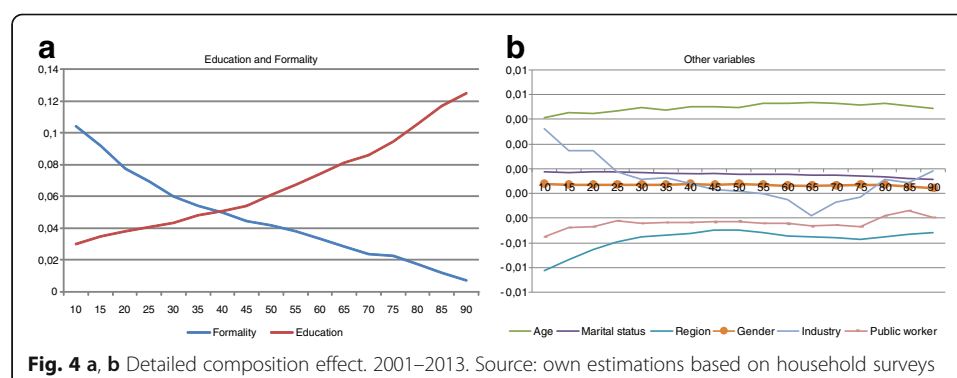 a
Education and Formality
0,14
0,12
0,1
0,08
0,06
0,04
0,02
0
10 15 20 25 30 35 40 45 50 55 60 65 70 75 80 85 90
Formality Education
b
Other variables
0,01
0,01
0,00
0,00
0,00
0,00
0,00
-0,01
-0,01
-0,01
10 15 20 25 30 35 40 45 50 55 60 65 70 75 80 85 90
Age Marital status Region Gender Industry Public worker
Fig. 4 a, b Detailed composition effect. 2001–2013. Source: own estimations based on household surveys